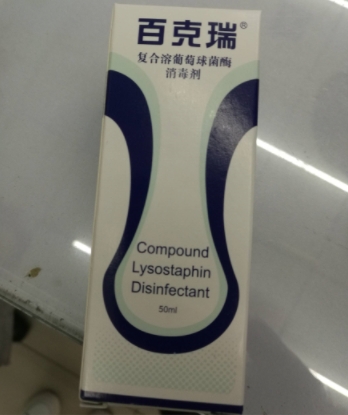 百克瑞®
复合溶葡萄球菌酶
消毒剂
Compound
Lysostaphin
Disinfectant
50ml